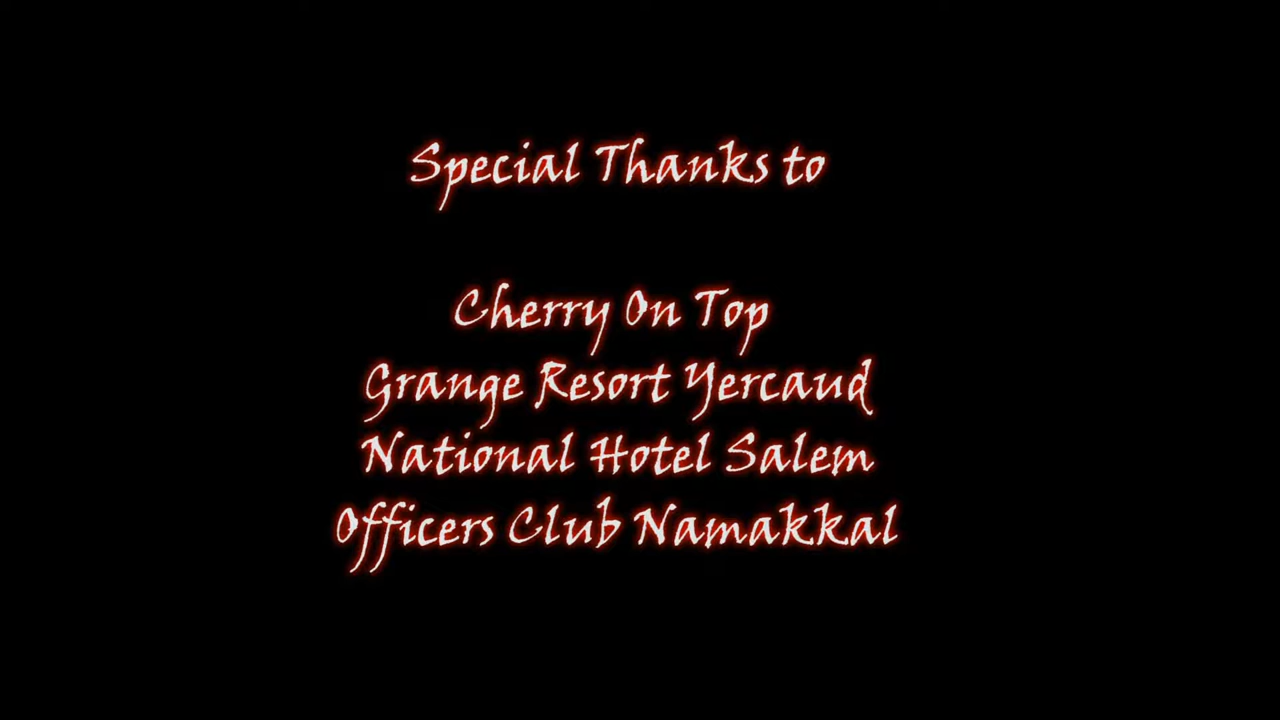 Special Thanks to
Cherry On Top
Grange Resort Yercaud
National Hotel Salem
Officers Club Namakkal